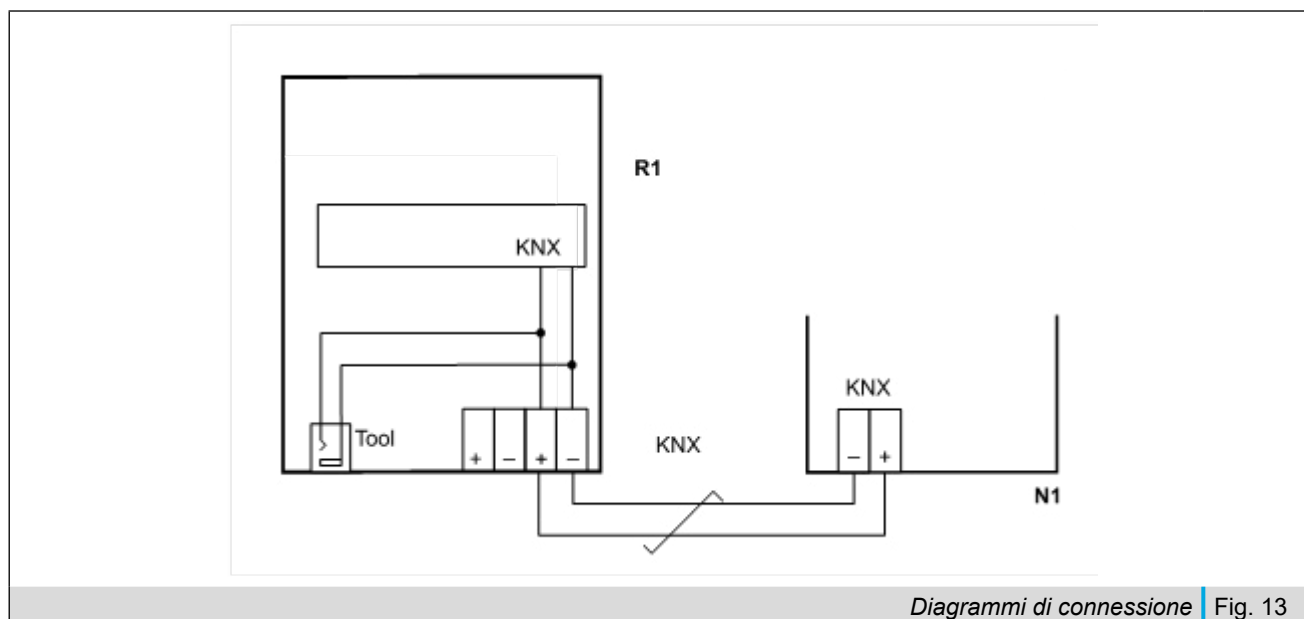 R1
KNX
Tool
+ – + –
KNX
KNX
– +
N1
Diagrammi di connessione Fig. 13